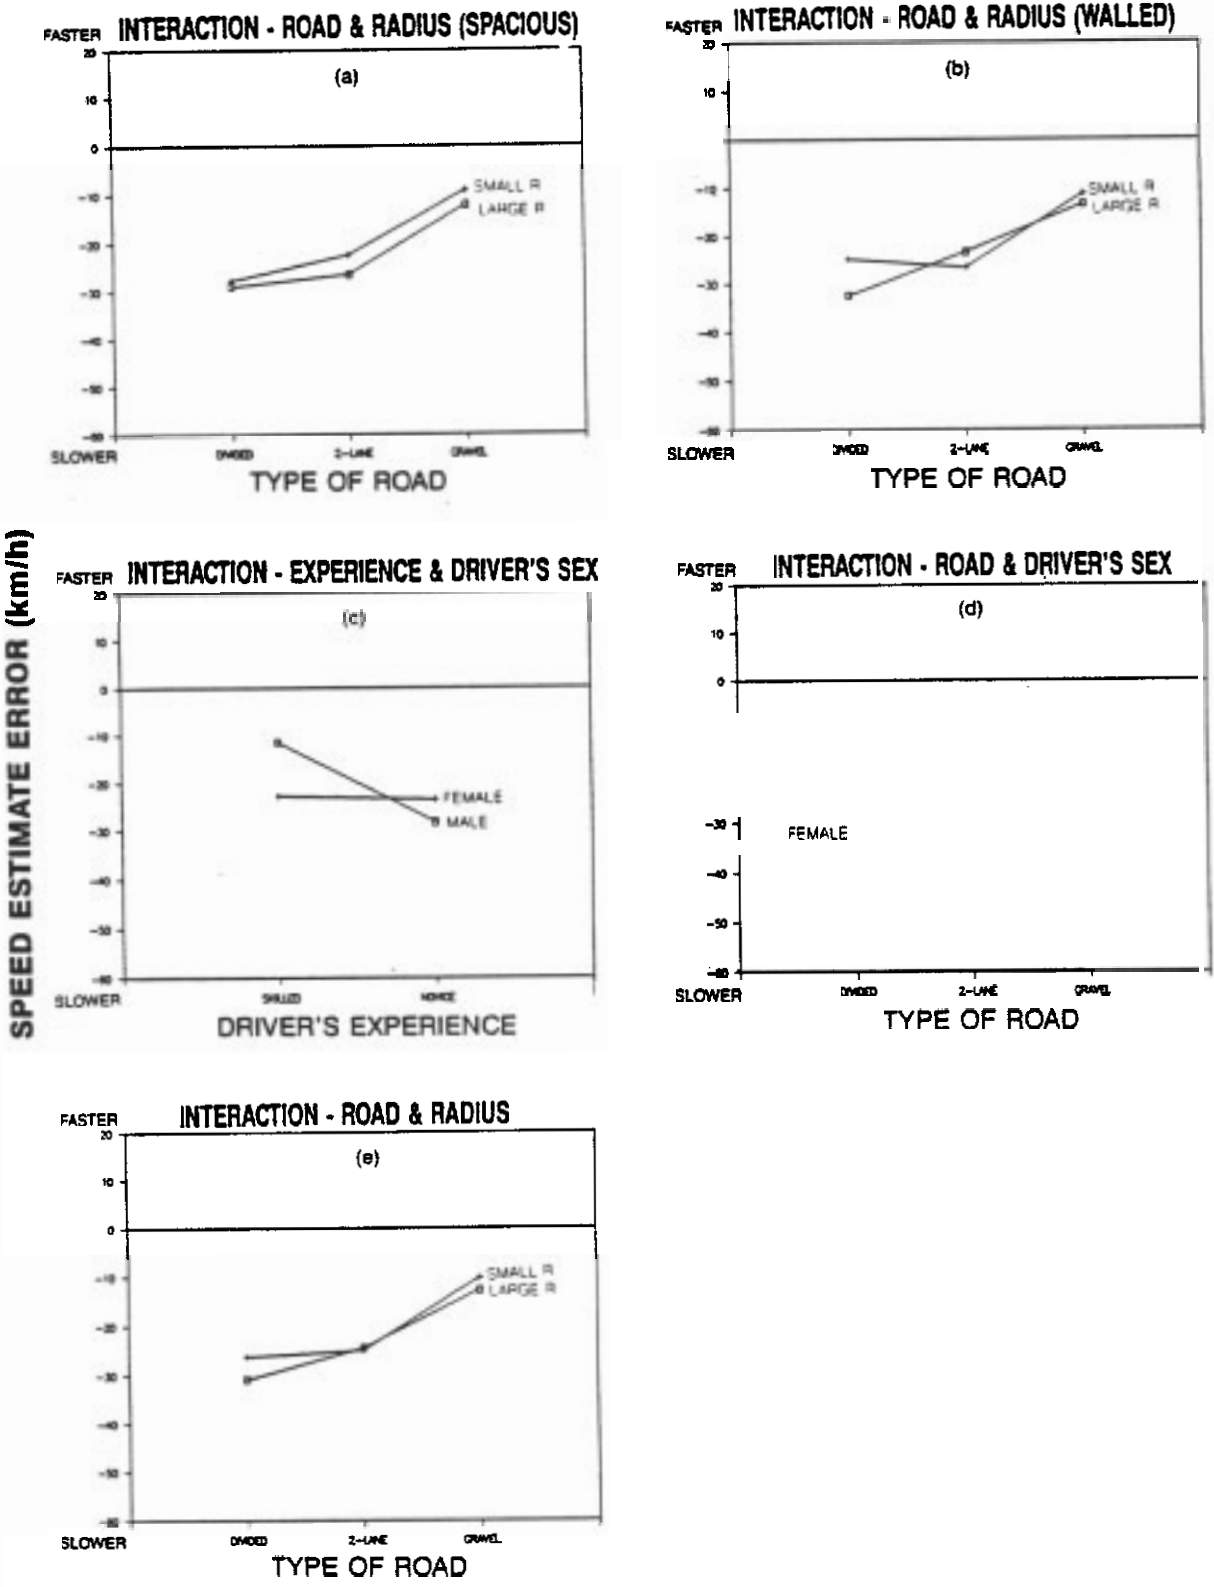 FASTER INTERACTION - ROAD & RADIUS (SPACIOUS)
20
(a)
10
0
-10
SMALL R
LARGE R
-20
-30
-40
-50
-60
SLOWER
DIVIDED 2-LANE GRAVEL
TYPE OF ROAD
FASTER INTERACTION - ROAD & RADIUS (WALLED)
20
(b)
10
-10
SMALL R
LARGE R
-20
-30
-40
-50
-60
SLOWER
DIVIDED 2-LANE GRAVEL
TYPE OF ROAD
SPEED ESTIMATE ERROR (km/h)
FASTER INTERACTION - EXPERIENCE & DRIVER'S SEX
20
(c)
10
0
-10
-20
FEMALE
MALE
-30
-40
-50
-60
SLOWER
SKILLED NOVICE
DRIVER'S EXPERIENCE
FASTER INTERACTION - ROAD & DRIVER'S SEX
20
(d)
10
0
-30
FEMALE
-40
-50
-60
SLOWER
DIVIDED 2-LANE GRAVEL
TYPE OF ROAD
FASTER INTERACTION - ROAD & RADIUS
20
(e)
10
0
-10
SMALL R
LARGE R
-20
-30
-40
-50
-60
SLOWER
DIVIDED 2-LANE GRAVEL
TYPE OF ROAD